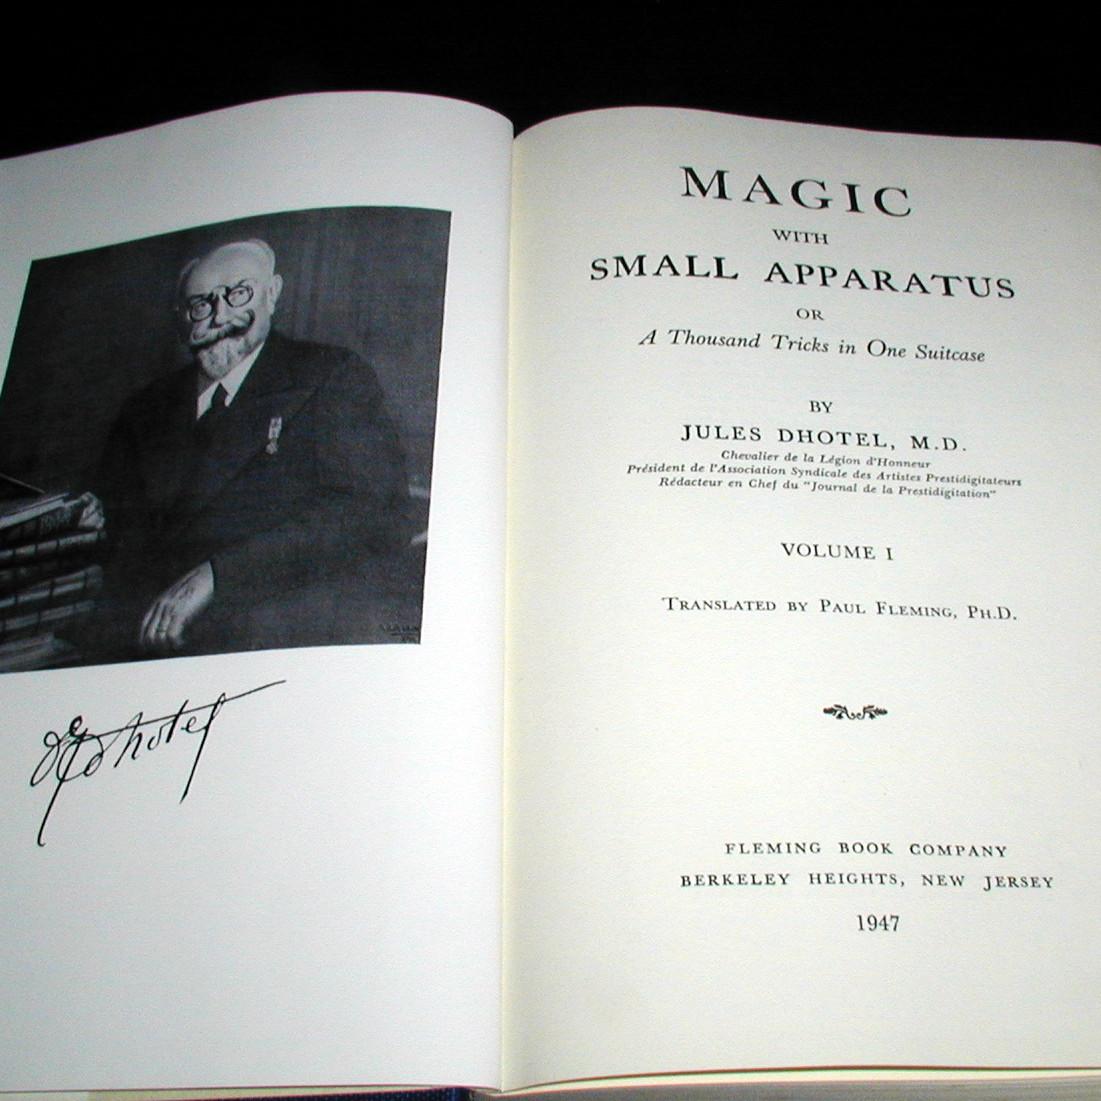 MAGIC
WITH
SMALL APPARATUS
OR
A Thousand Tricks in One Suitcase
BY
JULES DHOTEL, M.D.
Chevalier de la Légion d'Honneur
Président de l'Association Syndicale des Artistes Prestidigitateurs
Rédacteur en Chef du "Journal de la Prestidigitation"
VOLUME I
TRANSLATED BY PAUL FLEMING, PH.D.
FLEMING BOOK COMPANY
BERKELEY HEIGHTS, NEW JERSEY
1947
Dhotel